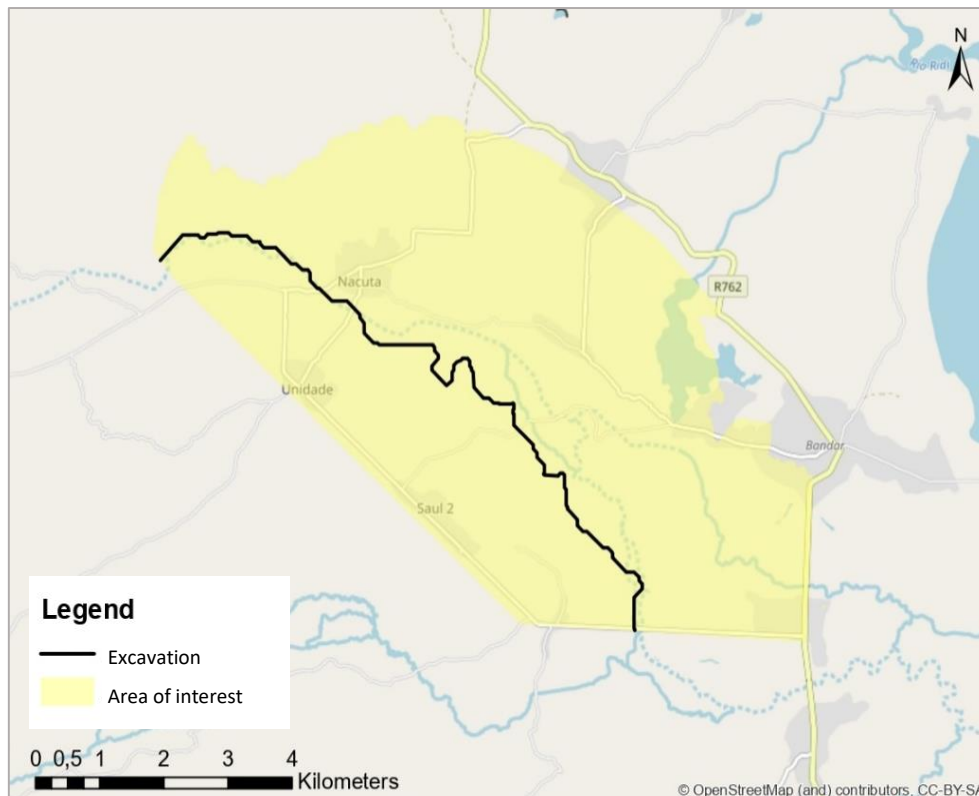 N
Rio Ridi
Nacuta
R762
Unidade
Bandar
Saul 2
Legend
Excavation
Area of interest
0 0,5 1 2 3 4
Kilometers
© OpenStreetMap (and) contributors, CC-BY-SA